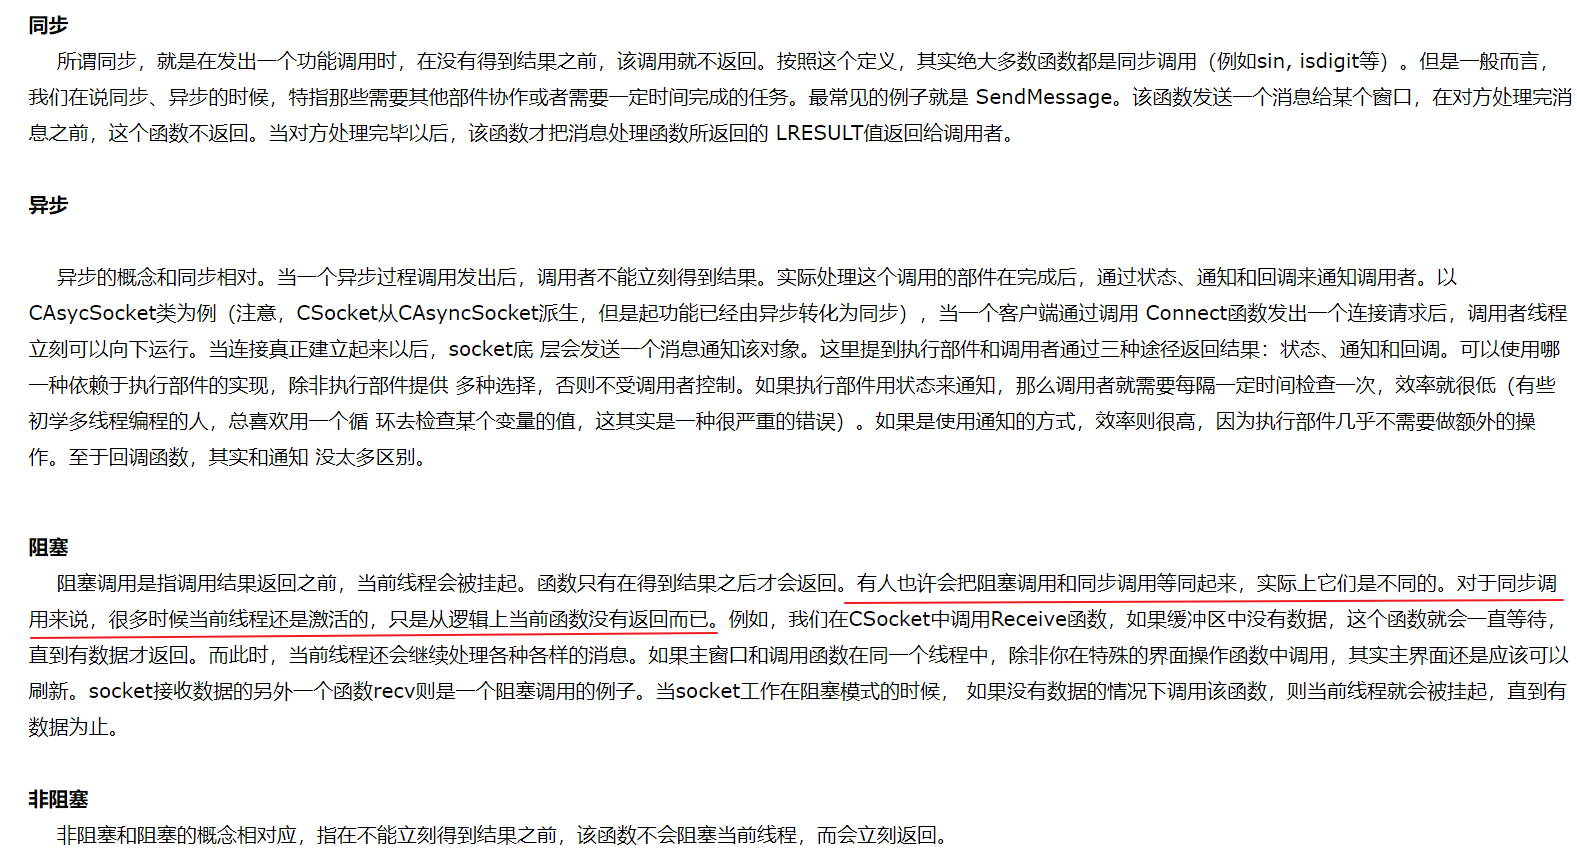 同步
所谓同步，就是在发出一个功能调用时，在没有得到结果之前，该调用就不返回。按照这个定义，其实绝大多数函数都是同步调用（例如sin, isdigit等）。但是一般而言，
我们在说同步、异步的时候，特指那些需要其他部件协作或者需要一定时间完成的任务。最常见的例子就是 SendMessage。该函数发送一个消息给某个窗口，在对方处理完消
息之前，这个函数不返回。当对方处理完毕以后，该函数才把消息处理函数所返回的 LRESULT值返回给调用者。
异步
异步的概念和同步相对。当一个异步过程调用发出后，调用者不能立刻得到结果。实际处理这个调用的部件在完成后，通过状态、通知和回调来通知调用者。以
CAsycSocket类为例（注意，CSocket从CAsyncSocket派生，但是起功能已经由异步转化为同步），当一个客户端通过调用 Connect函数发出一个连接请求后，调用者线程
立刻可以向下运行。当连接真正建立起来以后，socket底 层会发送一个消息通知该对象。这里提到执行部件和调用者通过三种途径返回结果：状态、通知和回调。可以使用哪
一种依赖于执行部件的实现，除非执行部件提供 多种选择，否则不受调用者控制。如果执行部件用状态来通知，那么调用者就需要每隔一定时间检查一次，效率就很低（有些
初学多线程编程的人，总喜欢用一个循 环去检查某个变量的值，这其实是一种很严重的错误）。如果是使用通知的方式，效率则很高，因为执行部件几乎不需要做额外的操
作。至于回调函数，其实和通知 没太多区别。
阻塞
阻塞调用是指调用结果返回之前，当前线程会被挂起。函数只有在得到结果之后才会返回。有人也许会把阻塞调用和同步调用等同起来，实际上它们是不同的。对于同步调
用来说，很多时候当前线程还是激活的，只是从逻辑上当前函数没有返回而已。例如，我们在CSocket中调用Receive函数，如果缓冲区中没有数据，这个函数就会一直等待，
直到有数据才返回。而此时，当前线程还会继续处理各种各样的消息。如果主窗口和调用函数在同一个线程中，除非你在特殊的界面操作函数中调用，其实主界面还是应该可以
刷新。socket接收数据的另外一个函数recv则是一个阻塞调用的例子。当socket工作在阻塞模式的时候， 如果没有数据的情况下调用该函数，则当前线程就会被挂起，直到有
数据为止。
非阻塞
非阻塞和阻塞的概念相对应，指在不能立刻得到结果之前，该函数不会阻塞当前线程，而会立刻返回。